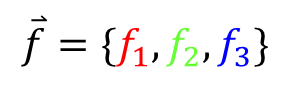 f⃗ = {f₁, f₂, f₃}